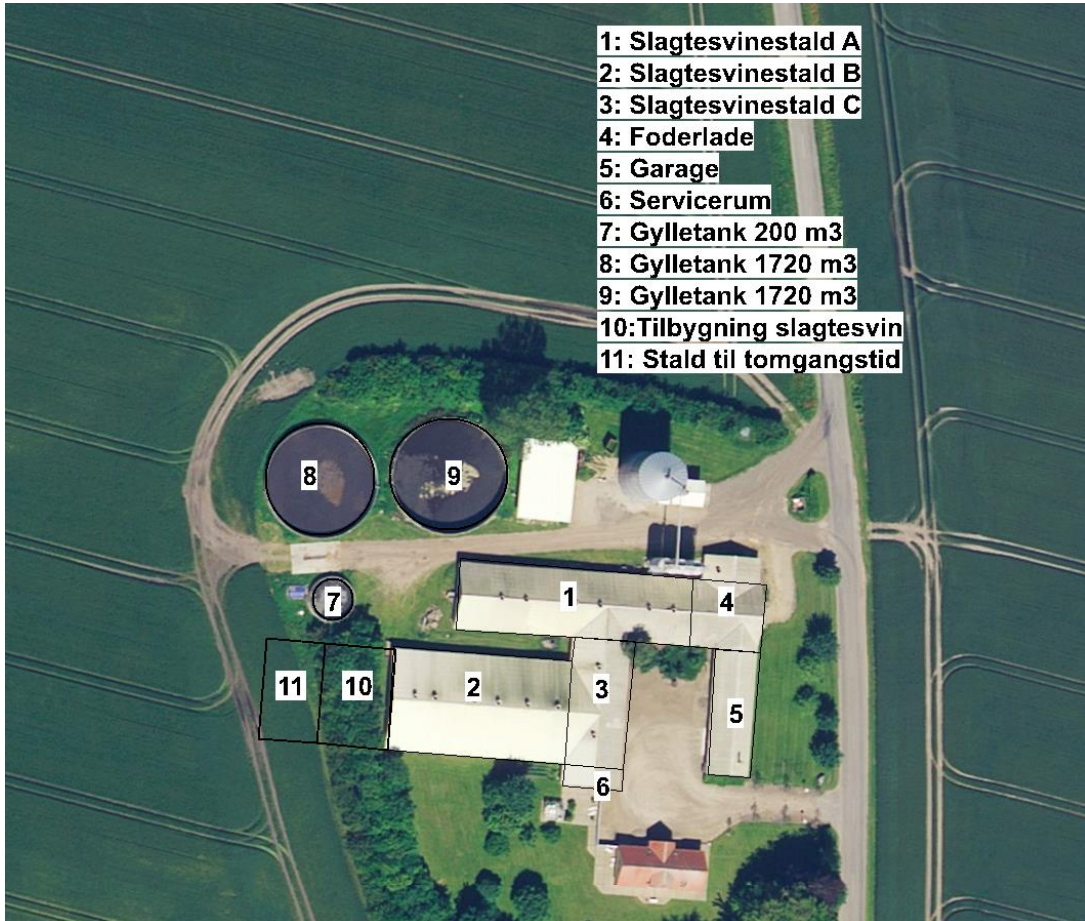 1: Slagtesvinestald A
2: Slagtesvinestald B
3: Slagtesvinestald C
4: Foderlade
5: Garage
6: Servicerum
7: Gylletank 200 m3
8: Gylletank 1720 m3
9: Gylletank 1720 m3
10:Tilbygning slagtesvin
11: Stald til tomgangstid
8
9
7
1
4
11
10
2
3
5
6